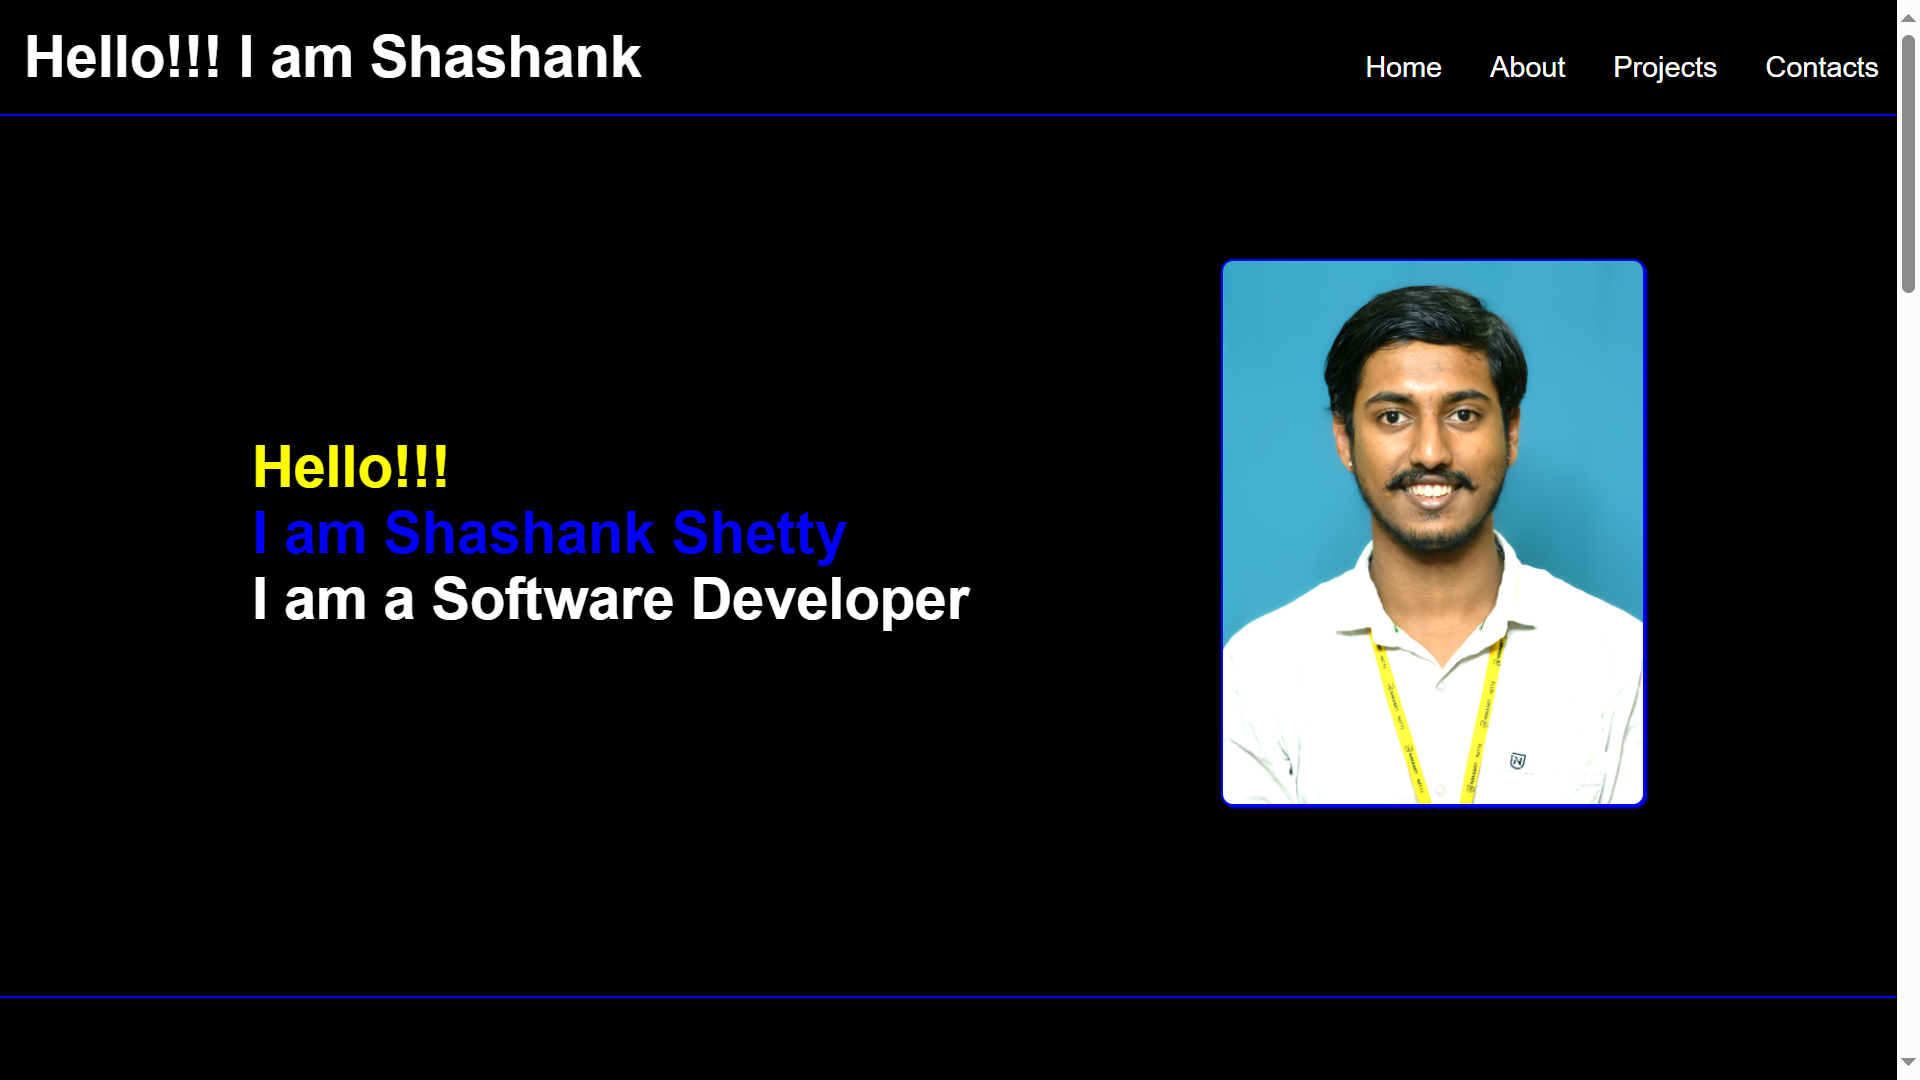 Hello!!! I am Shashank
Home About Projects Contacts
Hello!!!
I am Shashank Shetty
I am a Software Developer